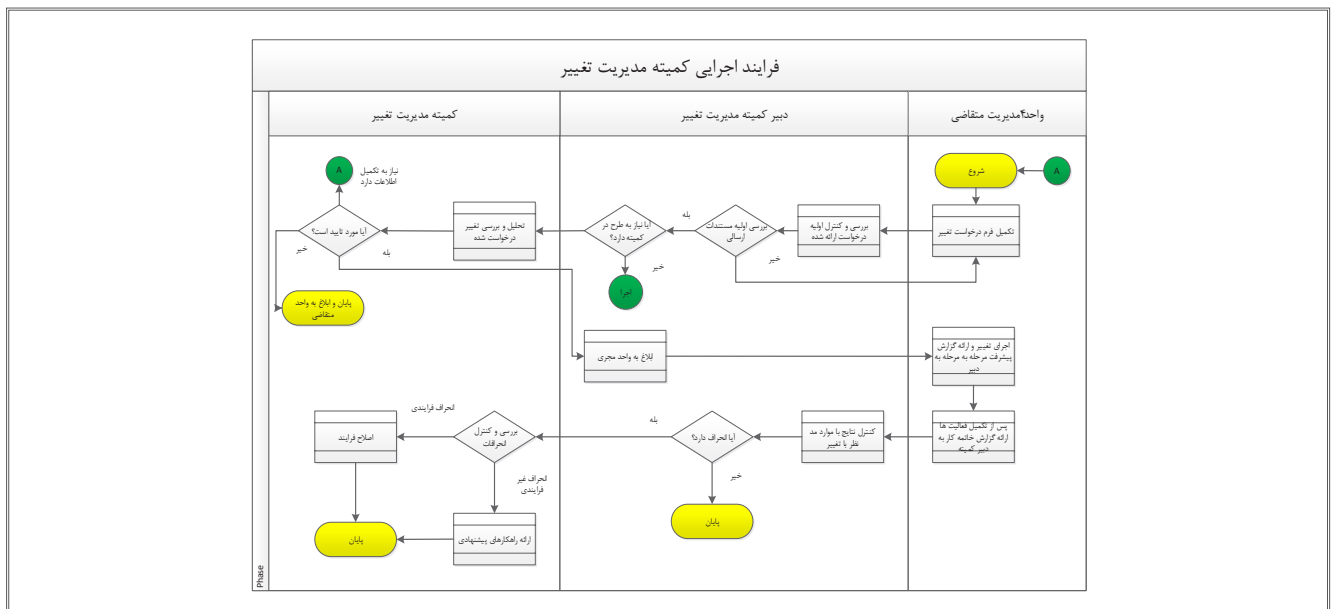 فرایند اجرایی کمیته مدیریت تغییر
واحد۴مدیریت متقاضی
دبیر کمیته مدیریت تغییر
کمیته مدیریت تغییر
A
شروع
تکمیل فرم درخواست تغییر
بررسی و کنترل اولیه
درخواست ارائه شده
بررسی اولیه مستندات
ارسالی
بله
خیر
آیا نیاز به طرح در
کمیته دارد؟
خیر
اجرا
تحلیل و بررسی تغییر
درخواست شده
آیا مورد تایید است؟
نیاز به تکمیل
اطلاعات دارد
A
خیر
بله
پایان و ابلاغ به واحد
متقاضی
ابلاغ به واحد مجری
اجرای تغییر و ارائه گزارش
پیشرفت مرحله به مرحله به
دبیر
پس از تکمیل فعالیت ها
ارائه گزارش خاتمه کار به
دبیر کمیته
کنترل نتایج با موارد مد
نظر با تغییر
آیا انحراف دارد؟
بله
خیر
پایان
بررسی و کنترل
انحرافات
انحراف فرایندی
انحراف غیر
فرایندی
اصلاح فرایند
ارائه راهکارهای پیشنهادی
پایان
Phase